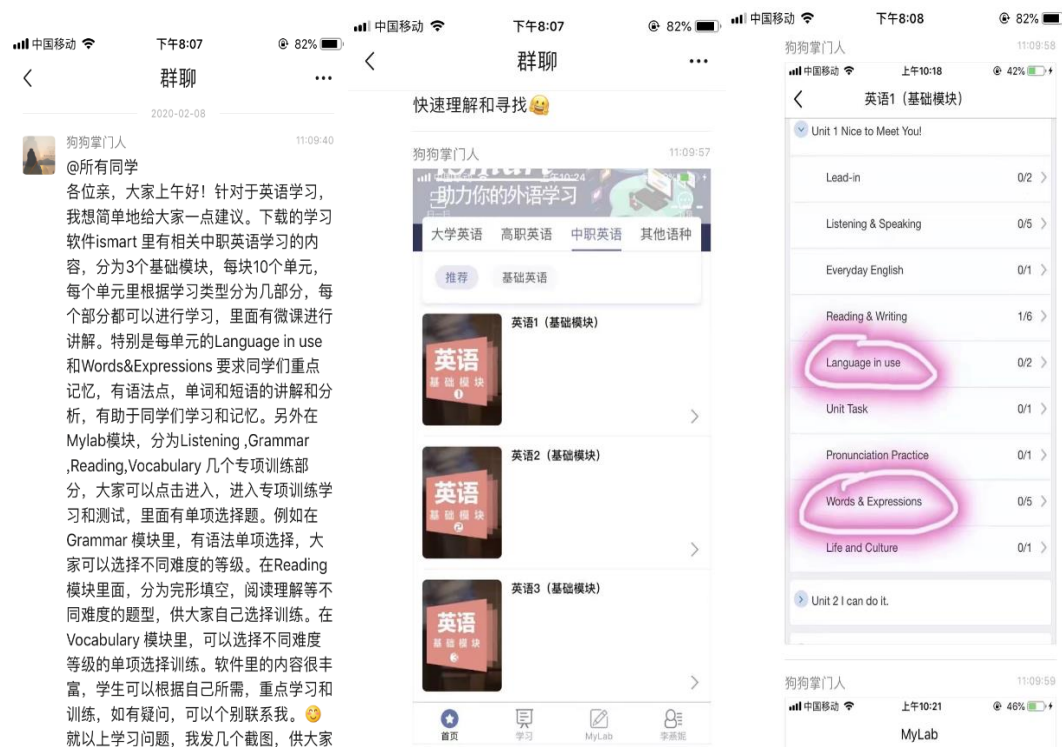 中国移动 下午8:07 82%
群聊
2020-02-08
狗狗掌门人 11:09:40
@所有同学
各位亲，大家上午好！针对于英语学习，
我想简单地给大家一点建议。下载的学习
软件ismart 里有相关中职英语学习的内
容，分为3个基础模块，每块10个单元，
每个单元里根据学习类型分为几部分，每
个部分都可以进行学习，里面有微课进行
讲解。特别是每单元的Language in use
和Words&Expressions 要求同学们重点
记忆，有语法点，单词和短语的讲解和分
析，有助于同学们学习和记忆。另外在
Mylab模块，分为Listening ,Grammar
,Reading,Vocabulary 几个专项训练部
分，大家可以点击进入，进入专项训练学
习和测试，里面有单项选择题。例如在
Grammar 模块里，有语法单项选择，大
家可以选择不同难度的等级。在Reading
模块里面，分为完形填空，阅读理解等不
同难度的题型，供大家自己选择训练。在
Vocabulary 模块里，可以选择不同难度
等级的单项选择训练。软件里的内容很丰
富，学生可以根据自己所需，重点学习和
训练，如有疑问，可以个别联系我。
就以上学习问题，我发几个截图，供大家
中国移动 下午8:07 82%
群聊
快速理解和寻找
狗狗掌门人 11:09:57
上午10:24
助力你的外语学习
大学英语 高职英语 中职英语 其他语种
推荐 基础英语
英语1（基础模块）
英语
基础模块
1
英语2（基础模块）
英语
基础模块
2
英语3（基础模块）
英语
基础模块
3
首页 学习 MyLab
中国移动 下午8:08 82%
狗狗掌门人 11:09:58
中国移动 上午10:18 42%
英语1（基础模块）
Unit 1 Nice to Meet You!
Lead-in 0/2
Listening & Speaking 0/5
Everyday English 0/1
Reading & Writing 1/6
Language in use 0/2
Unit Task 0/1
Pronunciation Practice 0/1
Words & Expressions 0/5
Life and Culture 0/1
Unit 2 I can do it.
狗狗掌门人 11:09:59
中国移动 上午10:21 46%
MyLab